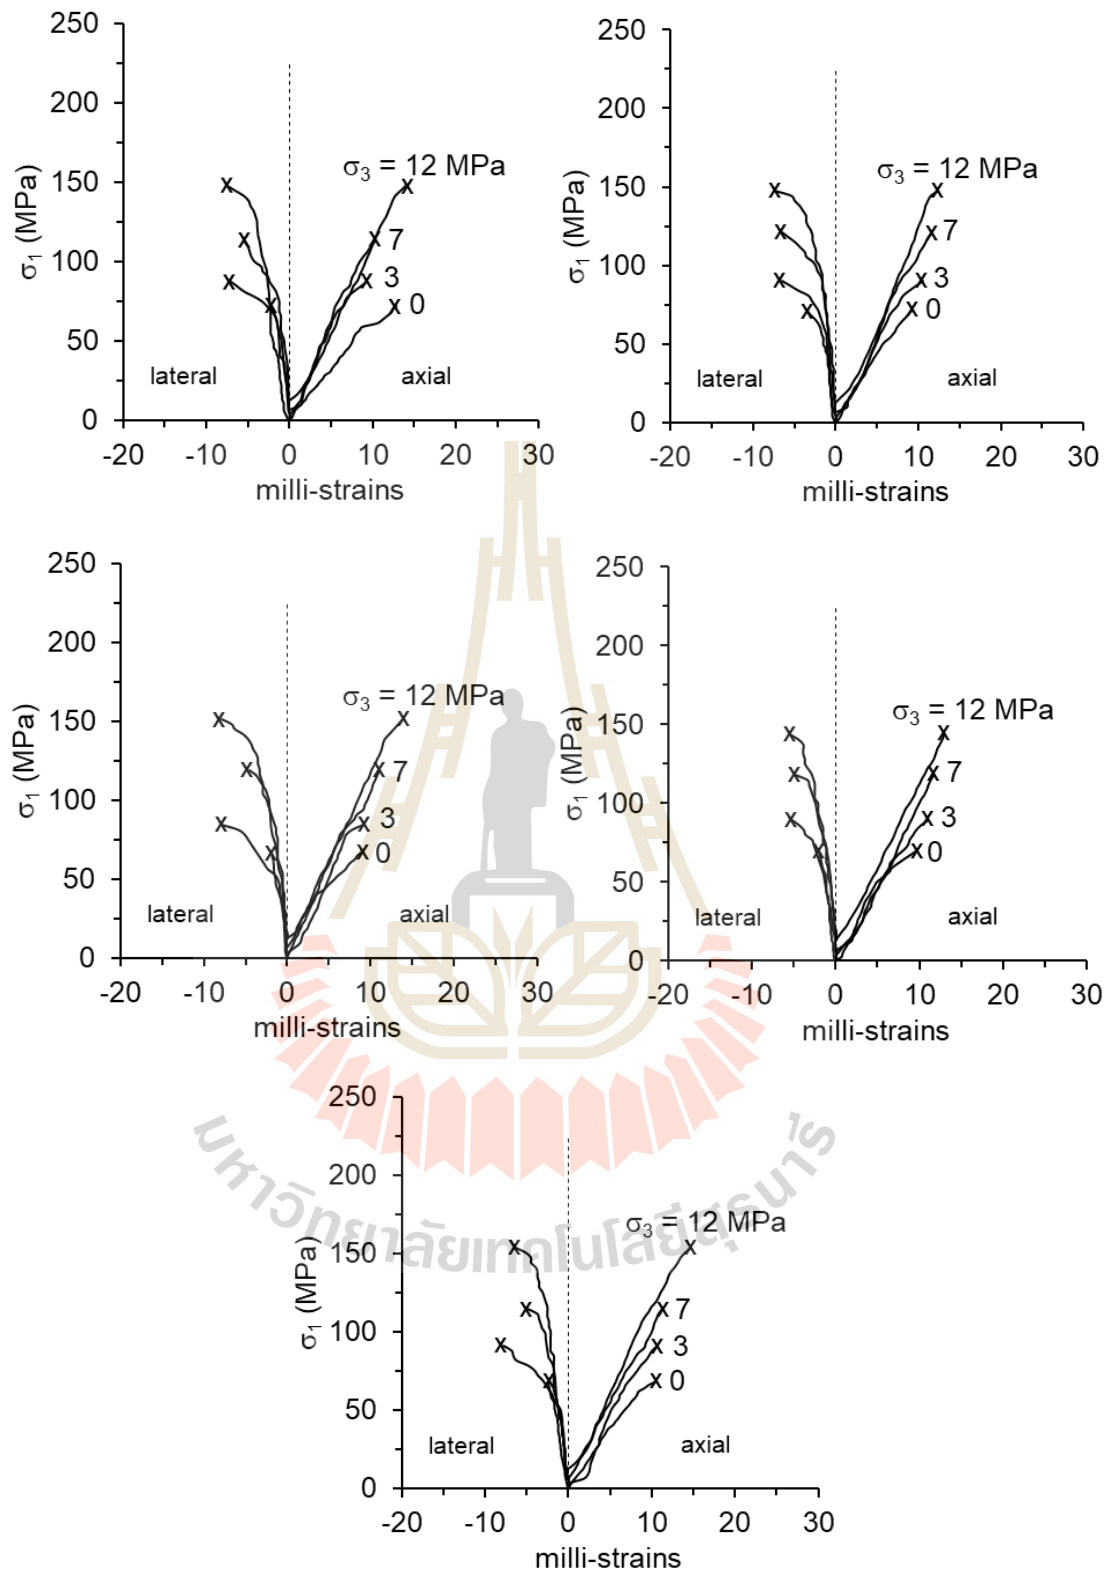 250
200
150
100
50
0
σ1 (MPa)
σ3 = 12 MPa
7
3
0
lateral
axial
-20 -10 0 10 20 30
milli-strains
250
200
150
100
50
0
σ1 (MPa)
σ3 = 12 MPa
7
3
0
lateral
axial
-20 -10 0 10 20 30
milli-strains
250
200
150
100
50
0
σ1 (MPa)
σ3 = 12 MPa
7
3
0
lateral
axial
-20 -10 0 10 20 30
milli-strains
250
200
150
100
50
0
σ1 (MPa)
σ3 = 12 MPa
7
3
0
lateral
axial
-20 -10 0 10 20 30
milli-strains
250
200
150
100
50
0
σ1 (MPa)
σ3 = 12 MPa
7
3
0
lateral
axial
-20 -10 0 10 20 30
milli-strains
มหาวิทยาลัยเทคโนโลยีสุรนารี